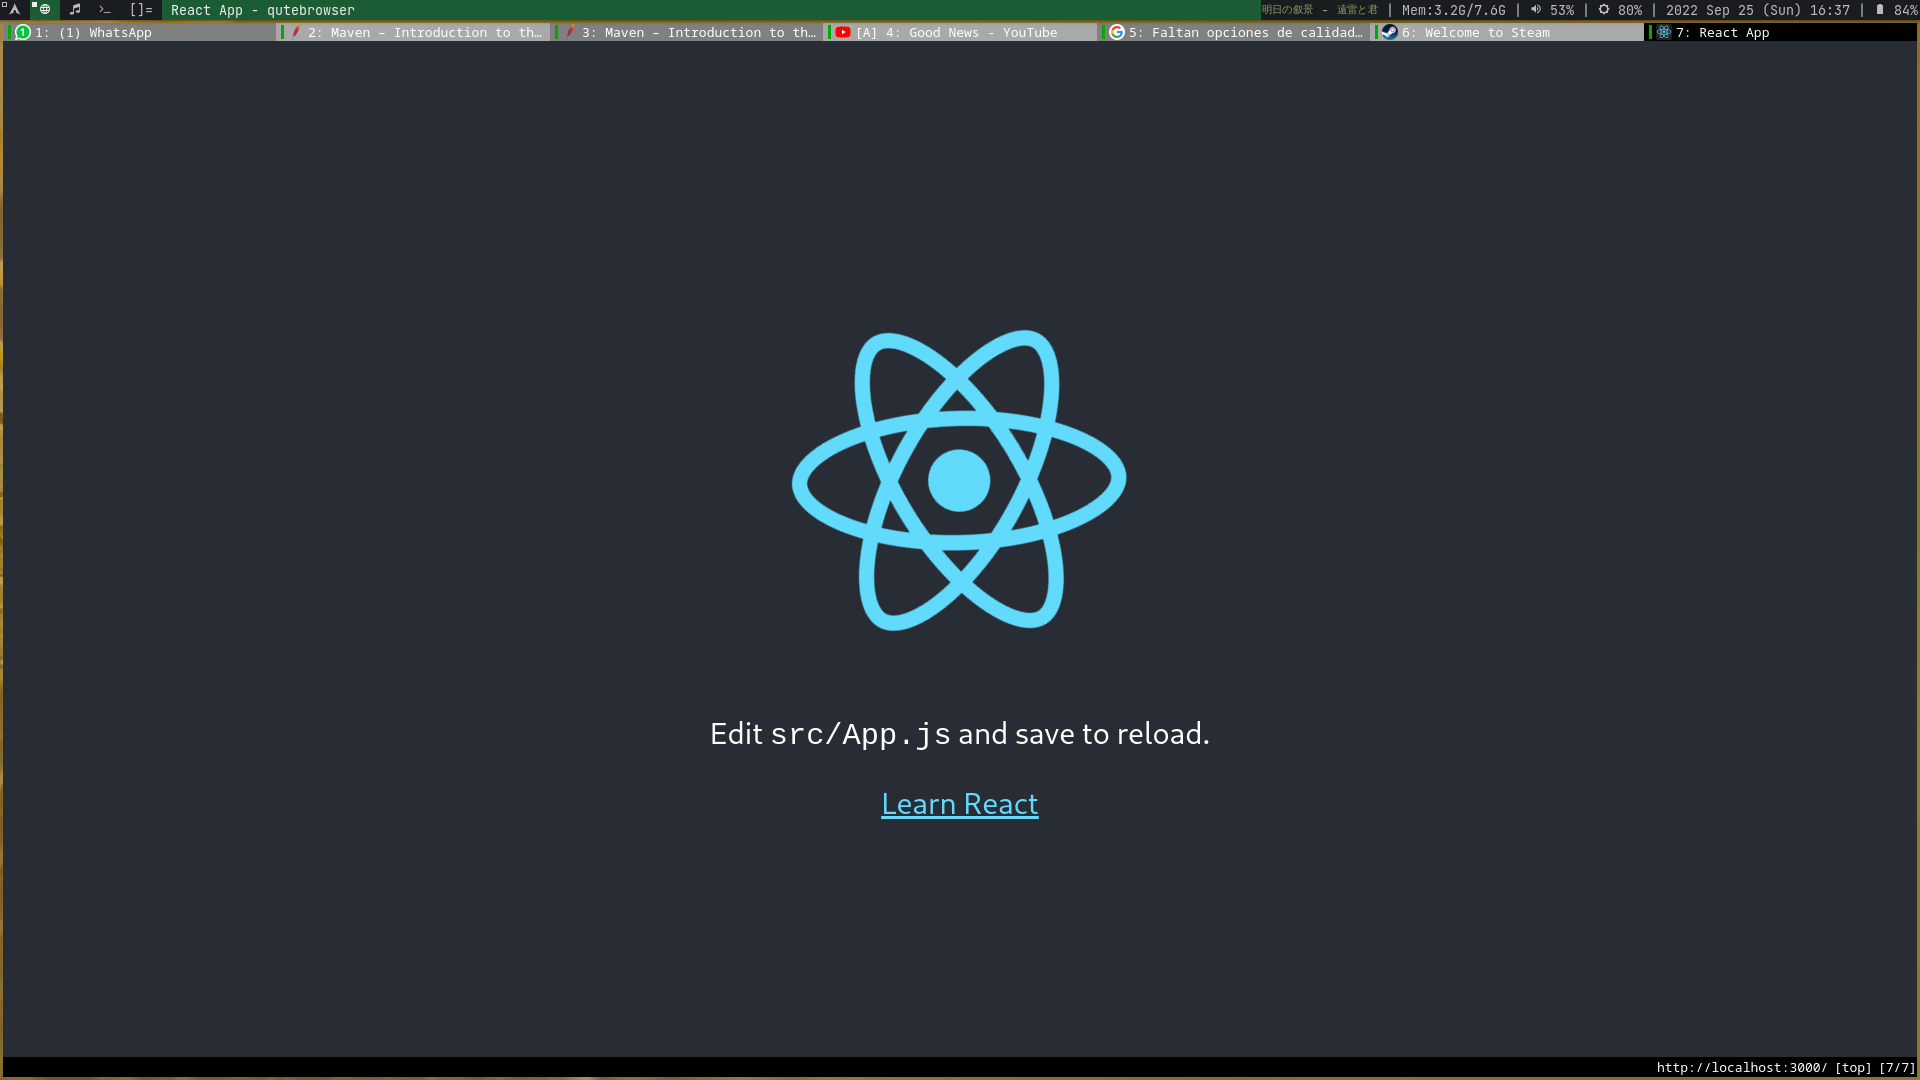 []= React App - qutebrowser 明日の叙景 - 遠雷と君 | Mem:3.2G/7.6G | 53% | 80% | 2022 Sep 25 (Sun) 16:37 | 84%
1: (1) WhatsApp 2: Maven – Introduction to th… 3: Maven – Introduction to th… [A] 4: Good News - YouTube 5: Faltan opciones de calidad… 6: Welcome to Steam 7: React App
Edit src/App.js and save to reload.
Learn React
http://localhost:3000/ [top] [7/7]